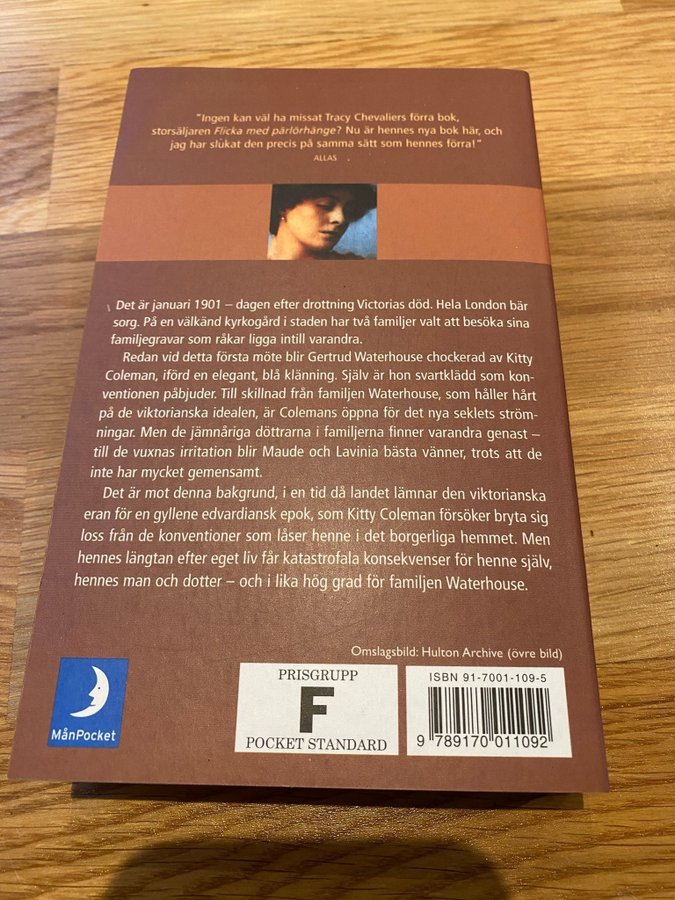 "Ingen kan väl ha missat Tracy Chevaliers förra bok,
storsäljaren Flicka med pärlörhänge? Nu är hennes nya bok här, och
jag har slukat den precis på samma sätt som hennes förra!"
ALLAS
Det är januari 1901 – dagen efter drottning Victorias död. Hela London bär
sorg. På en välkänd kyrkogård i staden har två familjer valt att besöka sina
familjegravar som råkar ligga intill varandra.
Redan vid detta första möte blir Gertrud Waterhouse chockerad av Kitty
Coleman, iförd en elegant, blå klänning. Själv är hon svartklädd som kon-
ventionen påbjuder. Till skillnad från familjen Waterhouse, som håller hårt
på de viktorianska idealen, är Colemans öppna för det nya seklets ström-
ningar. Men de jämnåriga döttrarna i familjerna finner varandra genast –
till de vuxnas irritation blir Maude och Lavinia bästa vänner, trots att de
inte har mycket gemensamt.
Det är mot denna bakgrund, i en tid då landet lämnar den viktorianska
eran för en gyllene edvardiansk epok, som Kitty Coleman försöker bryta sig
loss från de konventioner som låser henne i det borgerliga hemmet. Men
hennes längtan efter eget liv får katastrofala konsekvenser för henne själv,
hennes man och dotter – och i lika hög grad för familjen Waterhouse.
Omslagsbild: Hulton Archive (övre bild)
MånPocket
PRISGRUPP
F
POCKET STANDARD
ISBN 91-7001-109-5
9 789170 011092